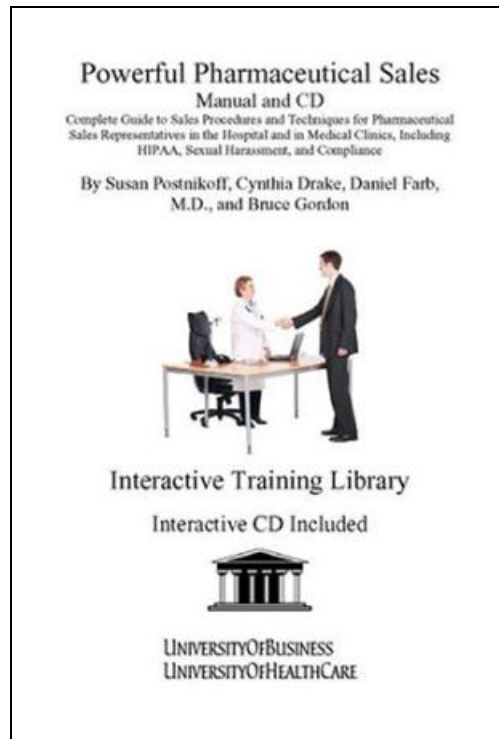 Powerful Pharmaceutical Sales
Manual and CD
Complete Guide to Sales Procedures and Techniques for Pharmaceutical
Sales Representatives in the Hospital and in Medical Clinics, Including
HIPAA, Sexual Harassment, and Compliance
By Susan Postnikoff, Cynthia Drake, Daniel Farb,
M.D., and Bruce Gordon
Interactive Training Library
Interactive CD Included
UNIVERSITYOFBUSINESS
UNIVERSITYOFHEALTHCARE